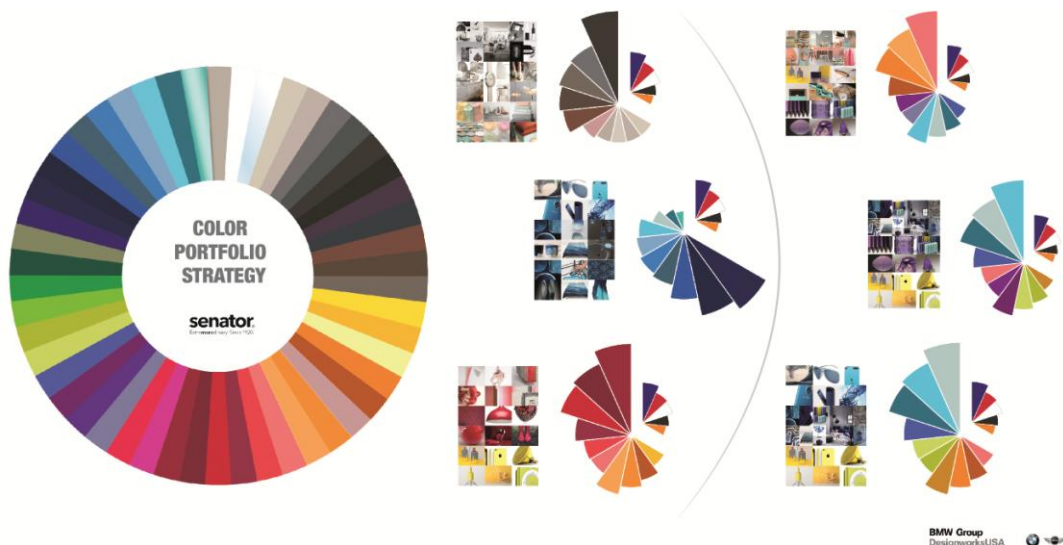 COLOR
PORTFOLIO
STRATEGY
senator
BMW Group
DesignworksUSA